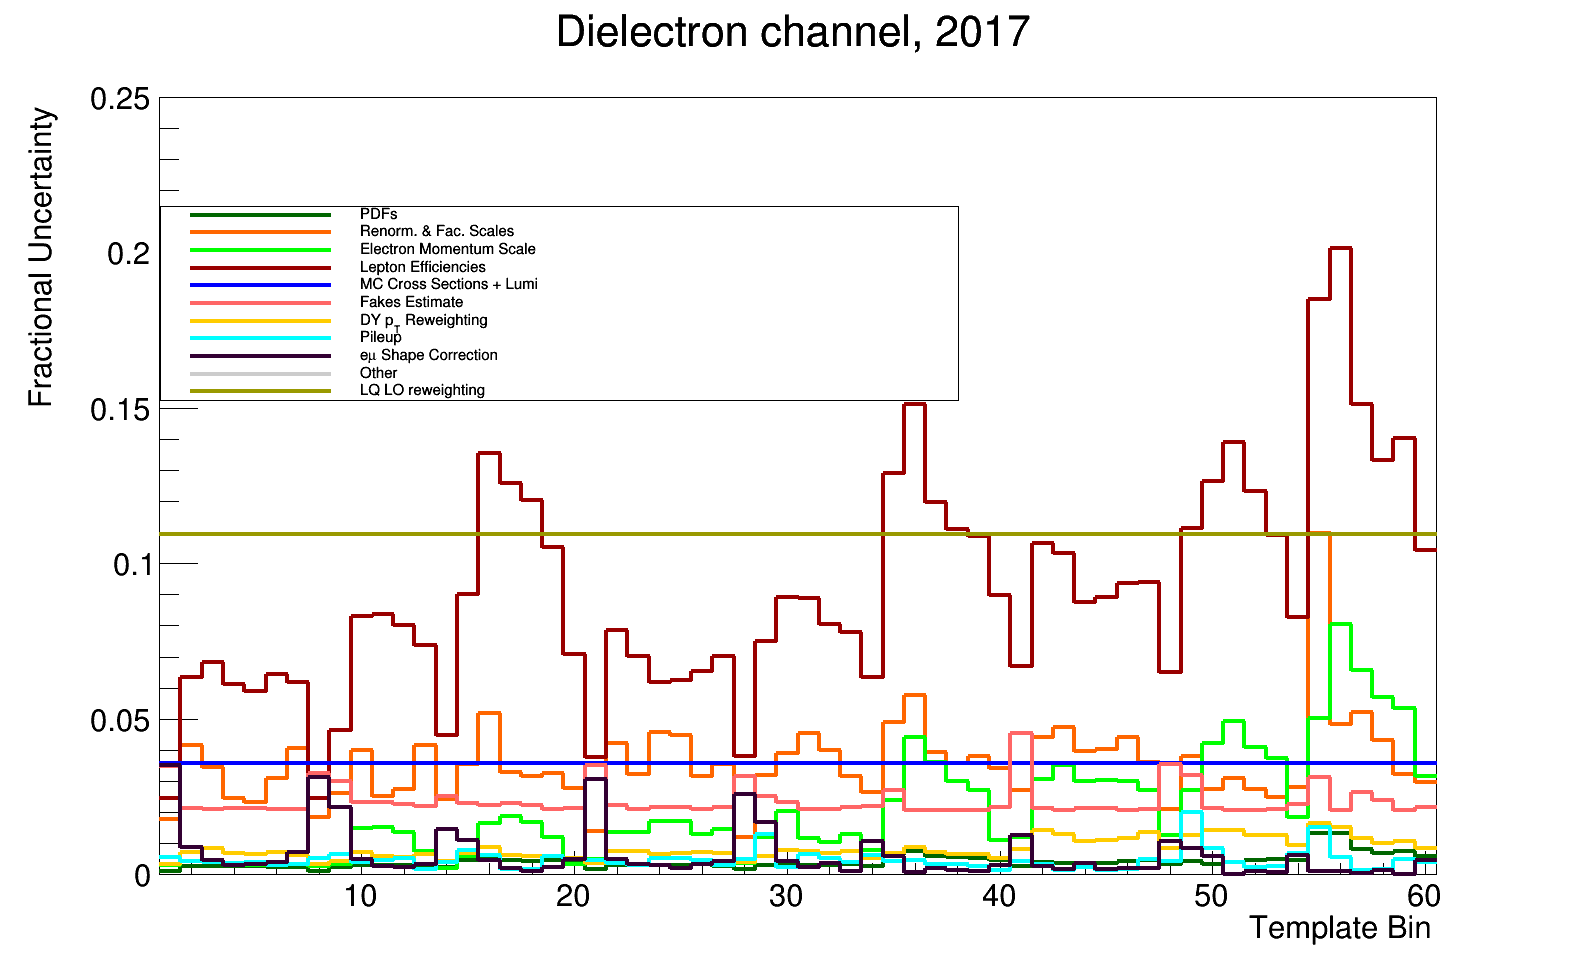 Dielectron channel, 2017
Fractional Uncertainty
0.25
0.2
0.15
0.1
0.05
0
PDFs
Renorm. & Fac. Scales
Electron Momentum Scale
Lepton Efficiencies
MC Cross Sections + Lumi
Fakes Estimate
DY pT Reweighting
Pileup
eμ Shape Correction
Other
LQ LO reweighting
10 20 30 40 50 60
Template Bin